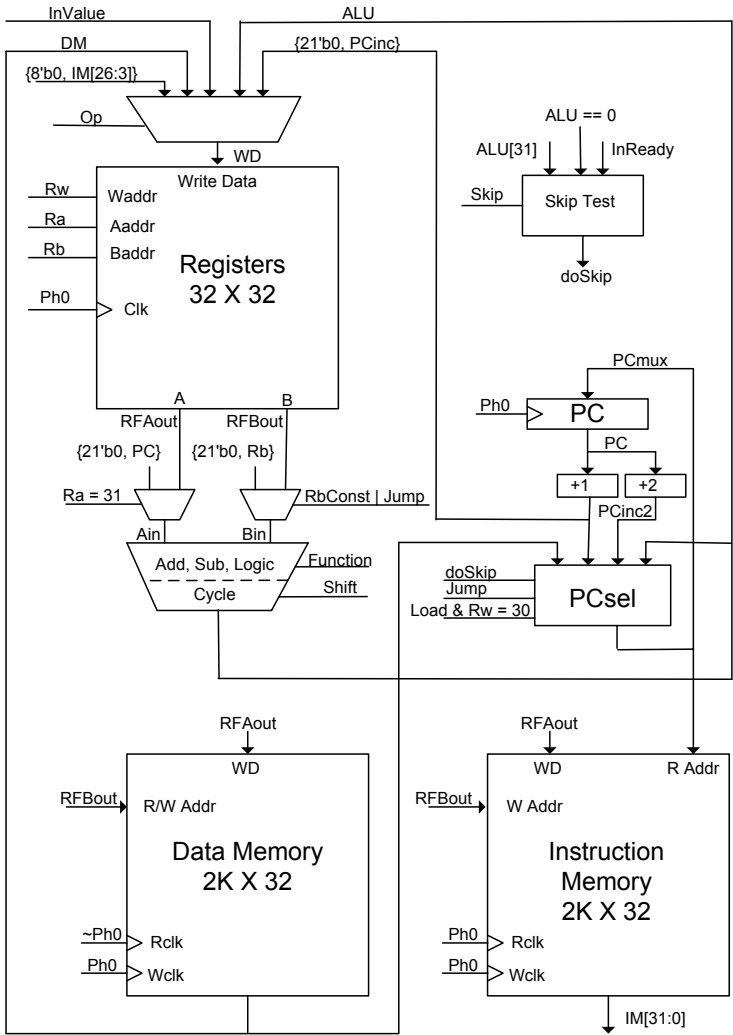 InValue
ALU
DM
{21'b0, PCinc}
{8'b0, IM[26:3]}
Op
WD
Write Data
Rw
Waddr
Ra
Aaddr
Rb
Baddr
Registers
32 X 32
Ph0
Clk
A
B
RFAout
RFBout
{21'b0, PC}
{21'b0, Rb}
Ra = 31
RbConst | Jump
Ain
Bin
Add, Sub, Logic
Function
Cycle
Shift
ALU == 0
ALU[31]
InReady
Skip
Skip Test
doSkip
PCmux
Ph0
PC
PC
+1
+2
PCinc2
doSkip
Jump
Load & Rw = 30
PCsel
RFAout
WD
RFBout
R/W Addr
Data Memory
2K X 32
~Ph0
Rclk
Ph0
Wclk
RFAout
WD
R Addr
RFBout
W Addr
Instruction
Memory
2K X 32
Ph0
Rclk
Ph0
Wclk
IM[31:0]